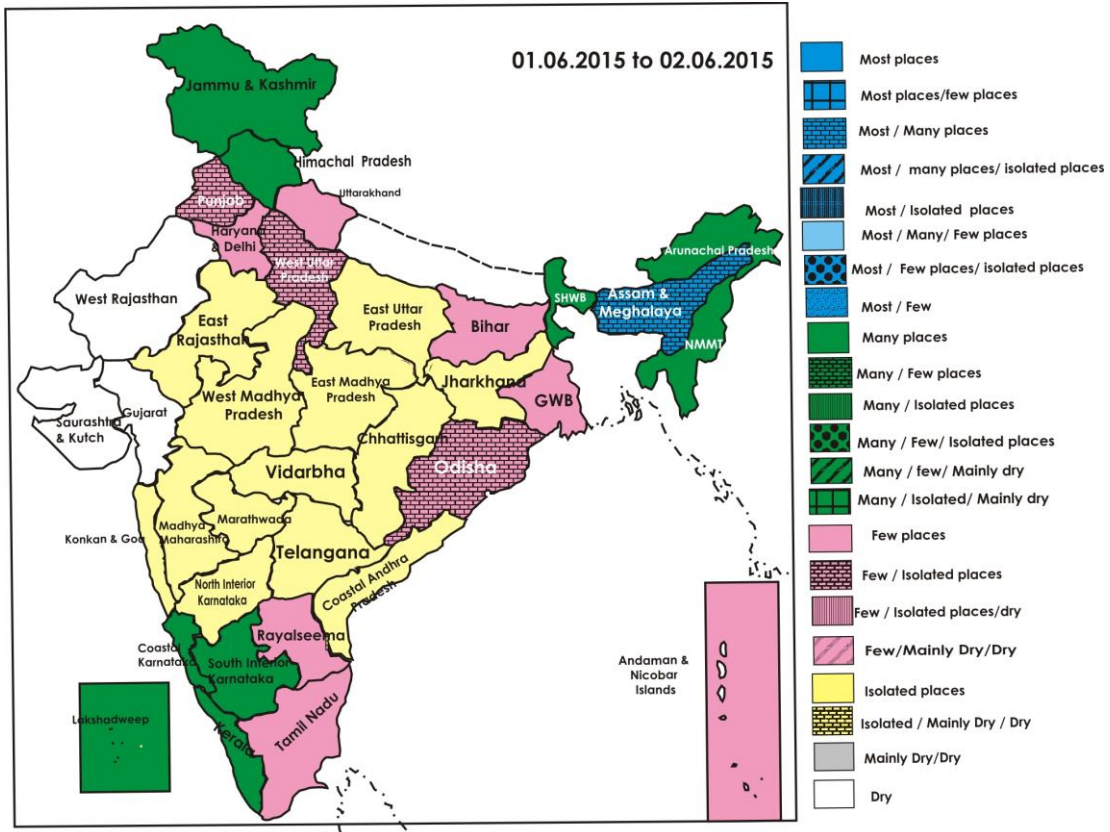 01.06.2015 to 02.06.2015
Jammu & Kashmir
Himachal Pradesh
Uttarakhand
Punjab
Haryana
& Delhi
West Uttar
Pradesh
West Rajasthan
East
Rajasthan
East Uttar
Pradesh
Bihar
SHWB
Arunachal Pradesh
Assam &
Meghalaya
NMMT
Saurashtra
& Kutch
Gujarat
West Madhya
Pradesh
East Madhya
Pradesh
Jharkhand
GWB
Chhattisgarh
Odisha
Vidarbha
Konkan & Goa
Madhya
Maharashtra
Marathwada
Telangana
North Interior
Karnataka
Coastal Andhra
Pradesh
Rayalseema
Coastal
Karnataka
South Interior
Karnataka
Lakshadweep
Kerala
Tamil Nadu
Andaman &
Nicobar
Islands
Most places
Most places/few places
Most / Many places
Most / many places/ isolated places
Most / Isolated places
Most / Many/ Few places
Most / Few places/ isolated places
Most / Few
Many places
Many / Few places
Many / Isolated places
Many / Few/ Isolated places
Many / few/ Mainly dry
Many / Isolated/ Mainly dry
Few places
Few / Isolated places
Few / Isolated places/dry
Few/Mainly Dry/Dry
Isolated places
Isolated / Mainly Dry / Dry
Mainly Dry/Dry
Dry